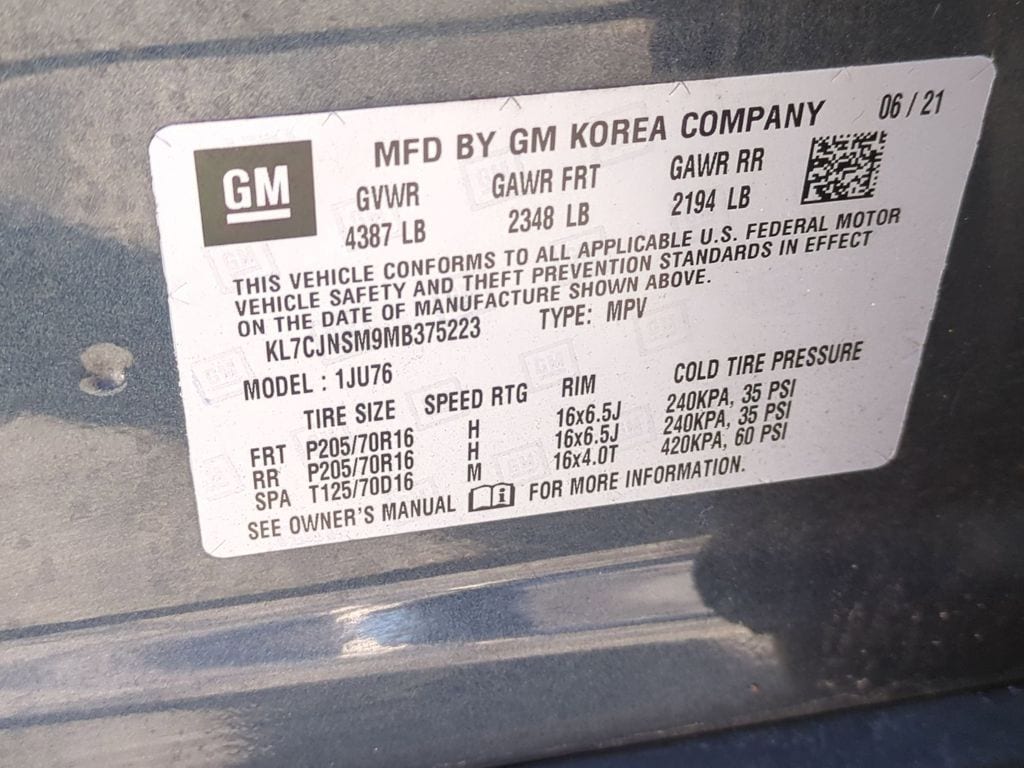 GM
MFD BY GM KOREA COMPANY 06 / 21
GVWR GAWR FRT GAWR RR
4387 LB 2348 LB 2194 LB
THIS VEHICLE CONFORMS TO ALL APPLICABLE U.S. FEDERAL MOTOR
VEHICLE SAFETY AND THEFT PREVENTION STANDARDS IN EFFECT
ON THE DATE OF MANUFACTURE SHOWN ABOVE.
KL7CJNSM9MB375223 TYPE: MPV
MODEL : 1JU76
TIRE SIZE SPEED RTG RIM COLD TIRE PRESSURE
FRT P205/70R16 H 16x6.5J 240KPA, 35 PSI
RR P205/70R16 H 16x6.5J 240KPA, 35 PSI
SPA T125/70D16 M 16x4.0T 420KPA, 60 PSI
SEE OWNER'S MANUAL FOR MORE INFORMATION.